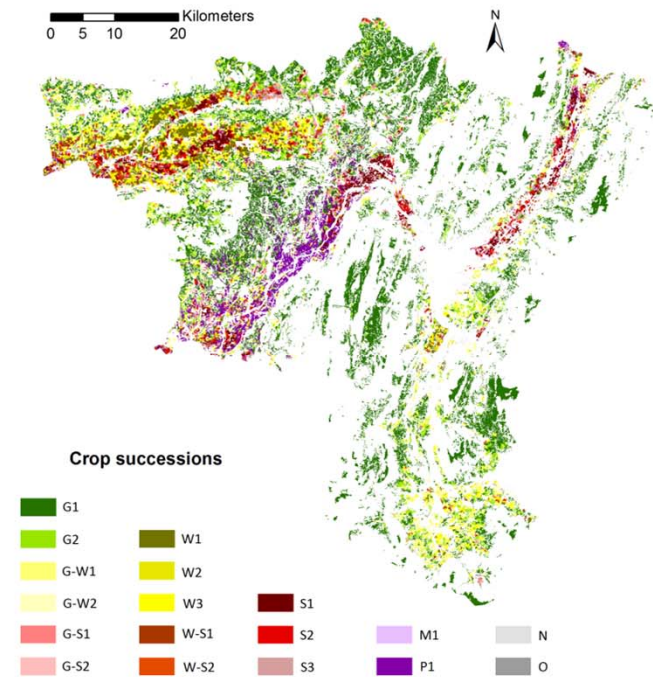 Kilometers
0 5 10 20
N
Crop successions
G1
G2 W1
G-W1 W2
G-W2 W3 S1
G-S1 W-S1 S2 M1 N
G-S2 W-S2 S3 P1 O